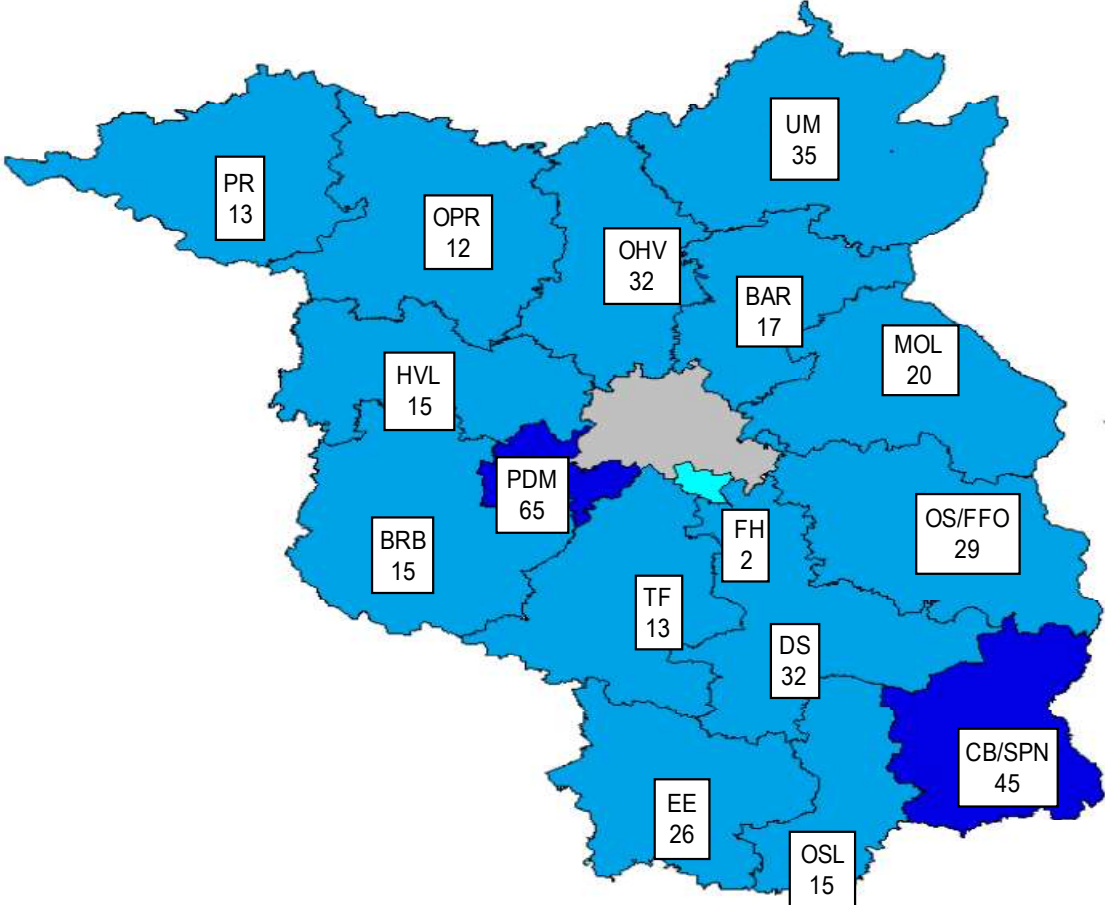 UM
35
PR
13
OPR
12
OHV
32
BAR
17
MOL
20
HVL
15
PDM
65
BRB
15
FH
2
OS/FFO
29
TF
13
DS
32
CB/SPN
45
EE
26
OSL
15